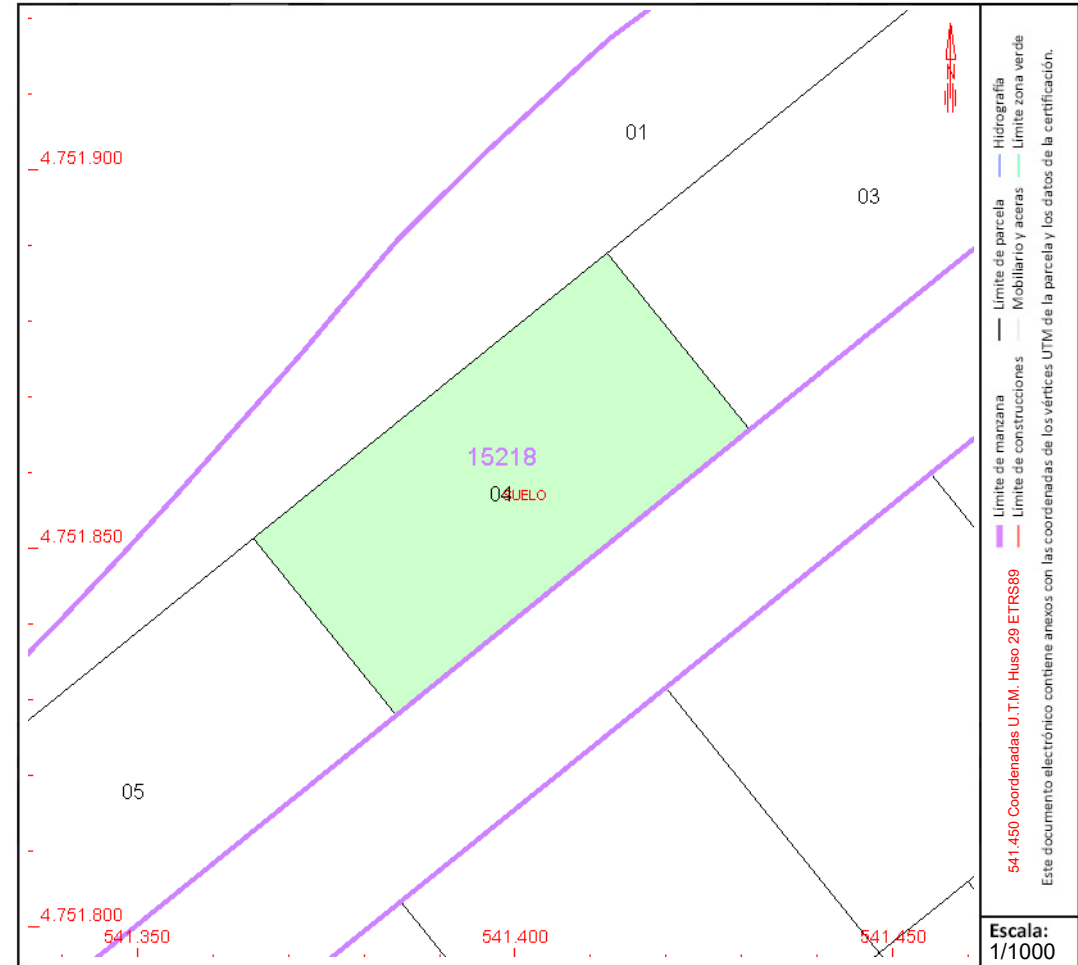 01
03
4.751.900
15218
04
SUELO
4.751.850
05
4.751.800
541.350
541.400
541.450
N
Hidrografía
Límite zona verde
Límite de parcela
Mobiliario y aceras
Límite de manzana
Límite de construcciones
541.450 Coordenadas U.T.M. Huso 29 ETRS89
Este documento electrónico contiene anexos con las coordenadas de los vértices UTM de la parcela y los datos de la certificación.
Escala:
1/1000